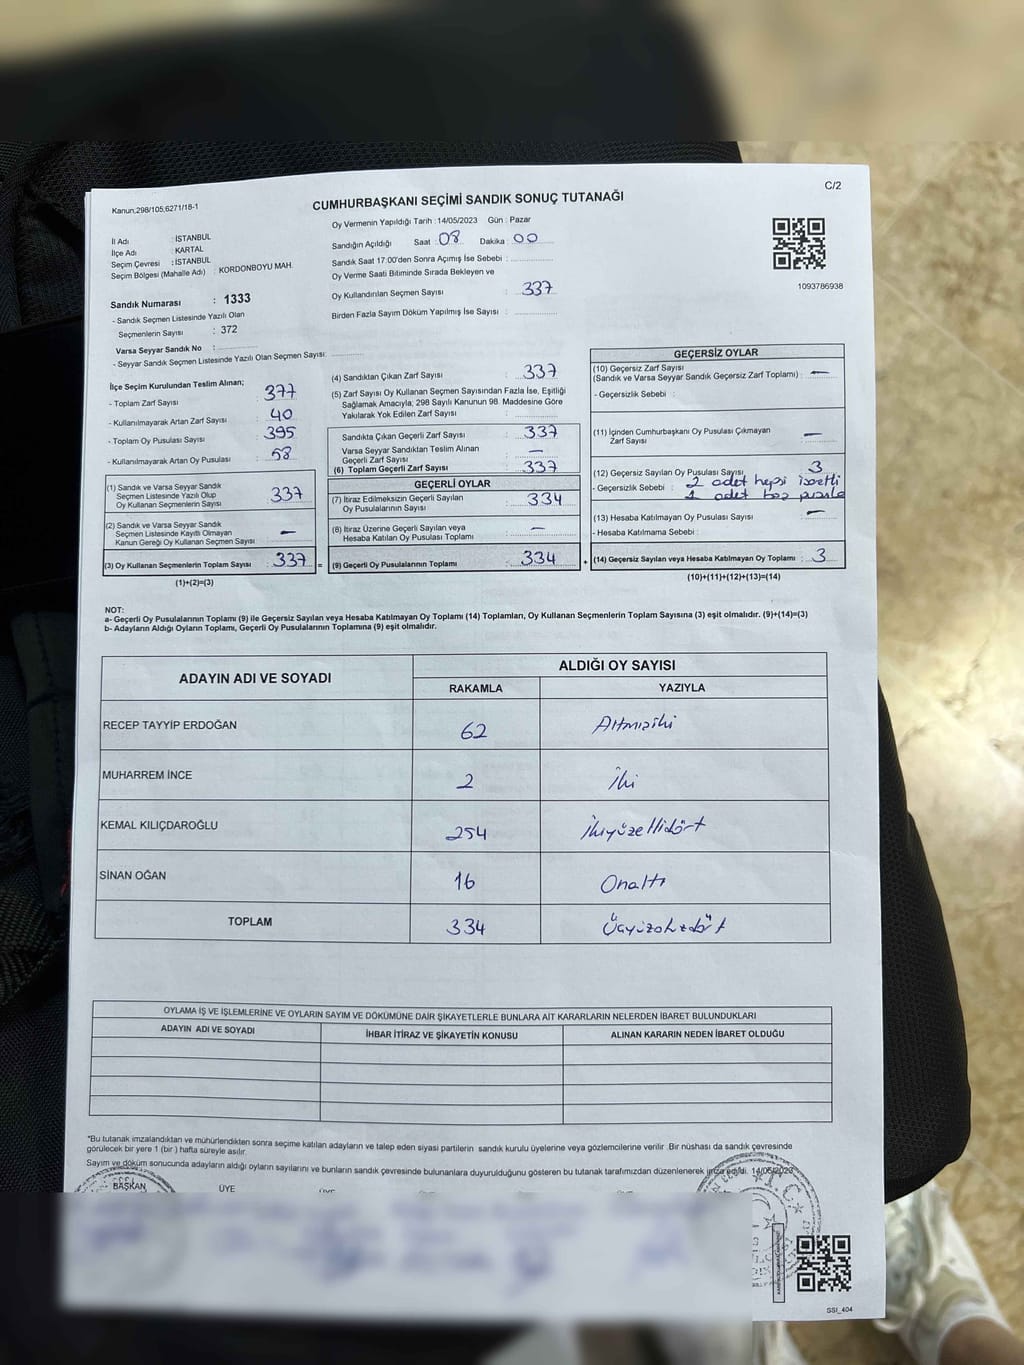 C/2
Kanun;298/105;6271/18-1
CUMHURBAŞKANI SEÇİMİ SANDIK SONUÇ TUTANAĞI
1093786938
İl Adı : İSTANBUL
İlçe Adı : KARTAL
Seçim Çevresi : İSTANBUL
Seçim Bölgesi (Mahalle Adı) : KORDONBOYU MAH.
Sandık Numarası : 1333
- Sandık Seçmen Listesinde Yazılı Olan
Seçmenlerin Sayısı : 372
Varsa Seyyar Sandık No :
- Seyyar Sandık Seçmen Listesinde Yazılı Olan Seçmen Sayısı:
Oy Vermenin Yapıldığı Tarih : 14/05/2023 Gün : Pazar
Sandığın Açıldığı Saat 08 Dakika 00
Sandık Saat 17:00'den Sonra Açımış İse Sebebi :
Oy Verme Saati Bitiminde Sırada Bekleyen ve
Oy Kullandırılan Seçmen Sayısı : 337
Birden Fazla Sayım Döküm Yapılmış İse Sayısı :
İlçe Seçim Kurulundan Teslim Alınan;
- Toplam Zarf Sayısı : 377
- Kullanılmayarak Artan Zarf Sayısı : 40
- Toplam Oy Pusulası Sayısı : 395
- Kullanılmayarak Artan Oy Pusulası : 58
(1) Sandık ve Varsa Seyyar Sandık
Seçmen Listesinde Yazılı Olup
Oy Kullanan Seçmenlerin Sayısı : 337
(2) Sandık ve Varsa Seyyar Sandık
Seçmen Listesinde Kayıtlı Olmayan
Kanun Gereği Oy Kullanan Seçmen Sayısı : —
(3) Oy Kullanan Seçmenlerin Toplam Sayısı : 337 =
(1)+(2)=(3)
(4) Sandıktan Çıkan Zarf Sayısı : 337
(5) Zarf Sayısı Oy Kullanan Seçmen Sayısından Fazla İse, Eşitliği
Sağlamak Amacıyla, 298 Sayılı Kanunun 98. Maddesine Göre
Yakılarak Yok Edilen Zarf Sayısı :
Sandıkta Çıkan Geçerli Zarf Sayısı : 337
Varsa Seyyar Sandıktan Teslim Alınan
Geçerli Zarf Sayısı : —
(6) Toplam Geçerli Zarf Sayısı : 337
GEÇERLİ OYLAR
(7) İtiraz Edilmeksizin Geçerli Sayılan
Oy Pusulalarının Sayısı : 334
(8) İtiraz Üzerine Geçerli Sayılan veya
Hesaba Katılan Oy Pusulası Toplamı : —
(9) Geçerli Oy Pusulalarının Toplamı : 334 +
GEÇERSİZ OYLAR
(10) Geçersiz Zarf Sayısı
(Sandık ve Varsa Seyyar Sandık Geçersiz Zarf Toplamı) : —
- Geçersizlik Sebebi :
(11) İçinden Cumhurbaşkanı Oy Pusulası Çıkmayan
Zarf Sayısı : —
(12) Geçersiz Sayılan Oy Pusulası Sayısı : 3
- Geçersizlik Sebebi : 2 adet hepsi
1 adet boş pusula
(13) Hesaba Katılmayan Oy Pusulası Sayısı : —
- Hesaba Katılmama Sebebi :
(14) Geçersiz Sayılan veya Hesaba Katılmayan Oy Toplamı : 3
(10)+(11)+(12)+(13)=(14)
NOT:
a- Geçerli Oy Pusulalarının Toplamı (9) ile Geçersiz Sayılan veya Hesaba Katılmayan Oy Toplamı (14) Toplamları, Oy Kullanan Seçmenlerin Toplam Sayısına (3) eşit olmalıdır. (9)+(14)=(3)
b- Adayların Aldığı Oyların Toplamı, Geçerli Oy Pusulalarının Toplamına (9) eşit olmalıdır.
ADAYIN ADI VE SOYADI
ALDIĞI OY SAYISI
RAKAMLA YAZIYLA
RECEP TAYYİP ERDOĞAN 62 Altmışiki
MUHARREM İNCE 2 İki
KEMAL KILIÇDAROĞLU 254 İkiyüzellidört
SİNAN OĞAN 16 Onaltı
TOPLAM 334
OYLAMA İŞ VE İŞLEMLERİNE VE OYLARIN SAYIM VE DÖKÜMÜNE DAİR ŞİKAYETLERLE BUNLARA AİT KARARLARIN NELERDEN İBARET BULUNDUKLARI
ADAYIN ADI VE SOYADI İHBAR İTİRAZ VE ŞİKAYETİN KONUSU ALINAN KARARIN NEDEN İBARET OLDUĞU
*Bu tutanak imzalandıktan ve mühürlendikten sonra seçime katılan adayların ve talep eden siyasi partilerin sandık kurulu üyelerine veya gözlemcilerine verilir .Bir nüshası da sandık çevresinde
görülecek bir yere 1 (bir ) hafta süreyle asılır.
Sayım ve döküm sonucunda adayların aldığı oyların sayılarını ve bunların sandık çevresinde bulunanlara duyurulduğunu gösteren bu tutanak tarafımızdan düzenlenerek imza edildi. 14/05/2023
BAŞKAN ÜYE
T.C.
SSI_404